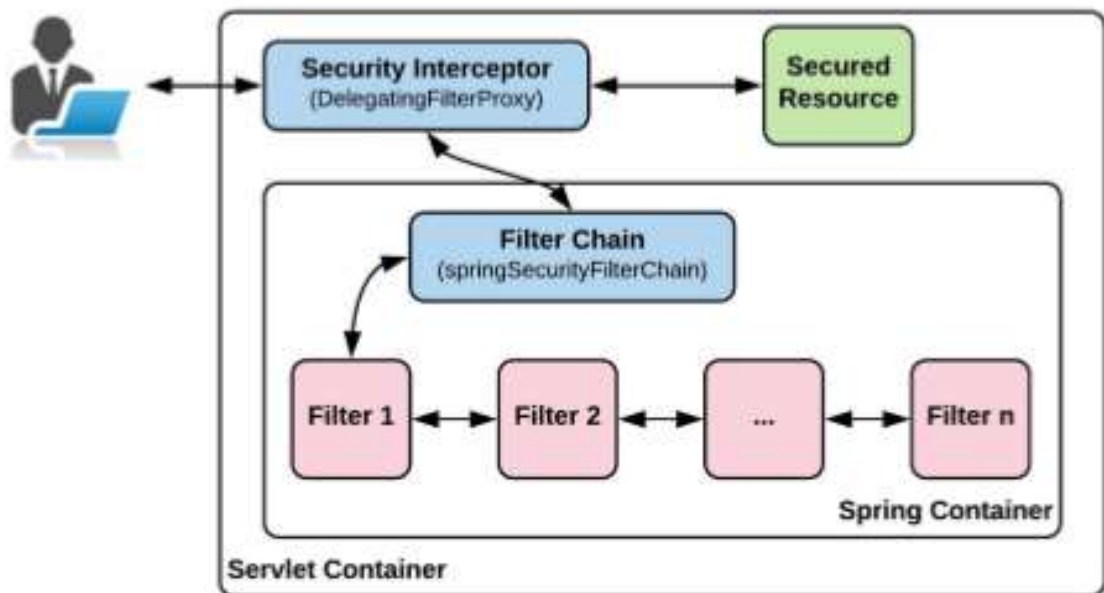 Security Interceptor
(DelegatingFilterProxy)
Secured
Resource
Filter Chain
(springSecurityFilterChain)
Filter 1
Filter 2
...
Filter n
Spring Container
Servlet Container